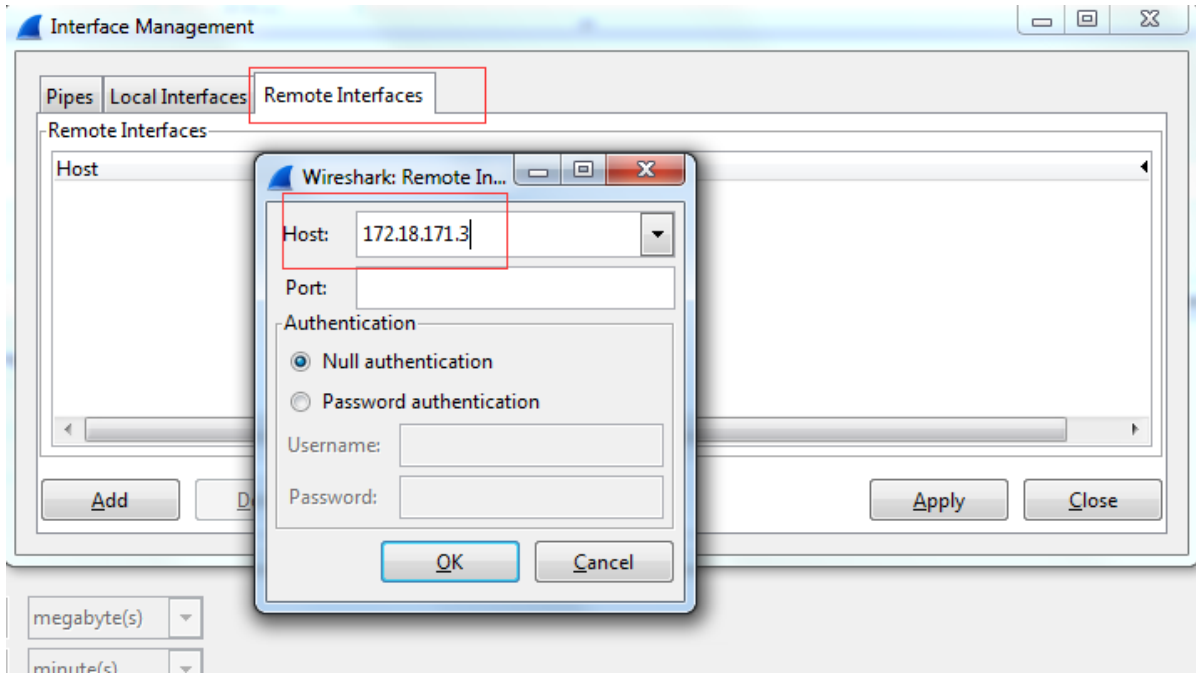 Interface Management
Pipes Local Interfaces Remote Interfaces
Remote Interfaces
Host
Wireshark: Remote In...
Host: 172.18.171.3
Port:
Authentication
Null authentication
Password authentication
Username:
Password:
OK Cancel
Add Apply Close
megabyte(s)
minute(s)